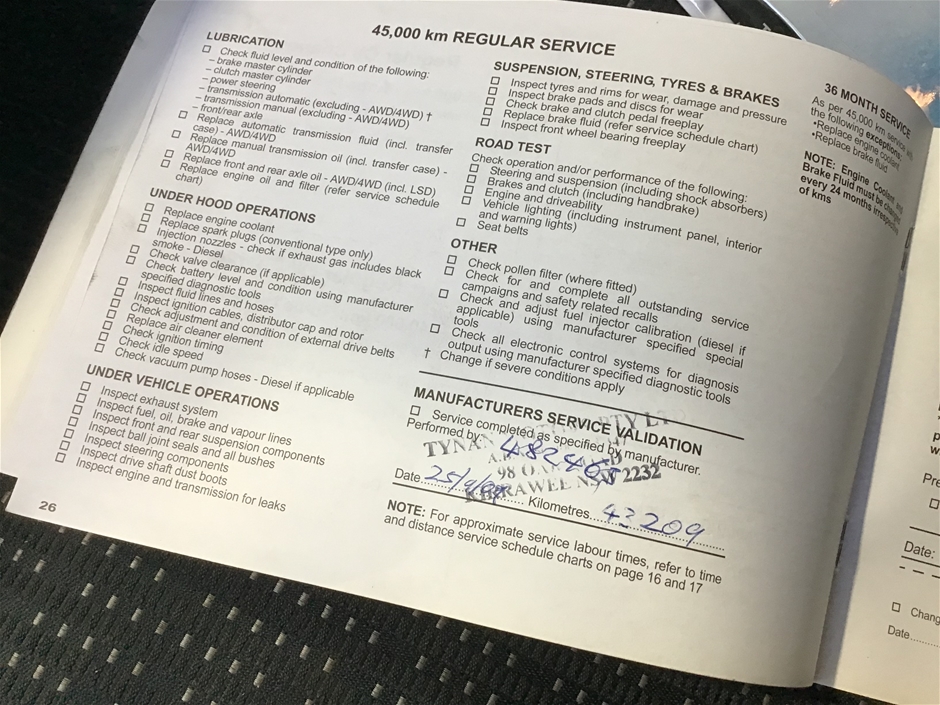 45,000 km REGULAR SERVICE
LUBRICATION
Check fluid level and condition of the following:
– brake master cylinder
– clutch master cylinder
– power steering
– transmission automatic (excluding - AWD/4WD) †
– transmission manual (excluding - AWD/4WD)
– front/rear axle
Replace automatic transmission fluid (incl. transfer
case) - AWD/4WD
Replace manual transmission oil (incl. transfer case) -
AWD/4WD
Replace front and rear axle oil - AWD/4WD (incl. LSD)
Replace engine oil and filter (refer service schedule
chart)
UNDER HOOD OPERATIONS
Replace engine coolant
Replace spark plugs (conventional type only)
Injection nozzles - check if exhaust gas includes black
smoke - Diesel
Check valve clearance (if applicable)
Check battery level and condition using manufacturer
specified diagnostic tools
Inspect fluid lines and hoses
Inspect ignition cables, distributor cap and rotor
Check adjustment and condition of external drive belts
Replace air cleaner element
Check ignition timing
Check idle speed
Check vacuum pump hoses - Diesel if applicable
UNDER VEHICLE OPERATIONS
Inspect exhaust system
Inspect fuel, oil, brake and vapour lines
Inspect front and rear suspension components
Inspect ball joint seals and all bushes
Inspect steering components
Inspect drive shaft dust boots
Inspect engine and transmission for leaks
26
SUSPENSION, STEERING, TYRES & BRAKES
Inspect tyres and rims for wear, damage and pressure
Inspect brake pads and discs for wear
Check brake and clutch pedal freeplay
Replace brake fluid (refer service schedule chart)
Inspect front wheel bearing freeplay
ROAD TEST
Check operation and/or performance of the following:
Steering and suspension (including shock absorbers)
Brakes and clutch (including handbrake)
Engine and driveability
Vehicle lighting (including instrument panel, interior
and warning lights)
Seat belts
OTHER
Check pollen filter (where fitted)
Check for and complete all outstanding service
campaigns and safety related recalls
Check and adjust fuel injector calibration (diesel if
applicable) using manufacturer specified special
tools
Check all electronic control systems for diagnosis
output using manufacturer specified diagnostic tools
† Change if severe conditions apply
MANUFACTURERS SERVICE VALIDATION
Service completed as specified by manufacturer.
Performed by
TYNAN PTY LTD
98 O
KIRRAWEE NSW 2232
Date 25/9/
Kilometres 43209
NOTE: For approximate service labour times, refer to time
and distance service schedule charts on page 16 and 17
36 MONTH SERVICE
As per 45,000 km service with
the following exceptions:
•Replace engine coolant
•Replace brake fluid
NOTE: Engine Coolant and
Brake Fluid must be changed
every 24 months irrespective
of kms
Date:
Chang
Date